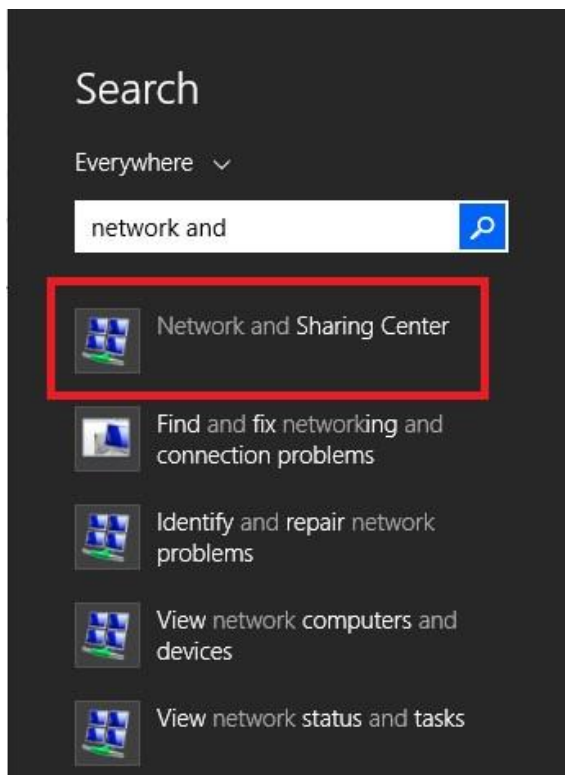 Search
Everywhere
network and
Network and Sharing Center
Find and fix networking and
connection problems
Identify and repair network
problems
View network computers and
devices
View network status and tasks